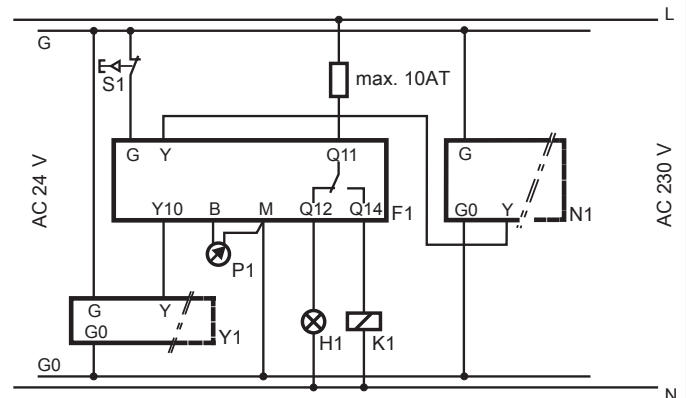 L
G
S1
max. 10AT
AC 24 V
AC 230 V
G Y Q11
G
Y10 B M Q12 Q14 F1
G0 Y N1
P1
G Y
G0 Y1
H1 K1
G0
N